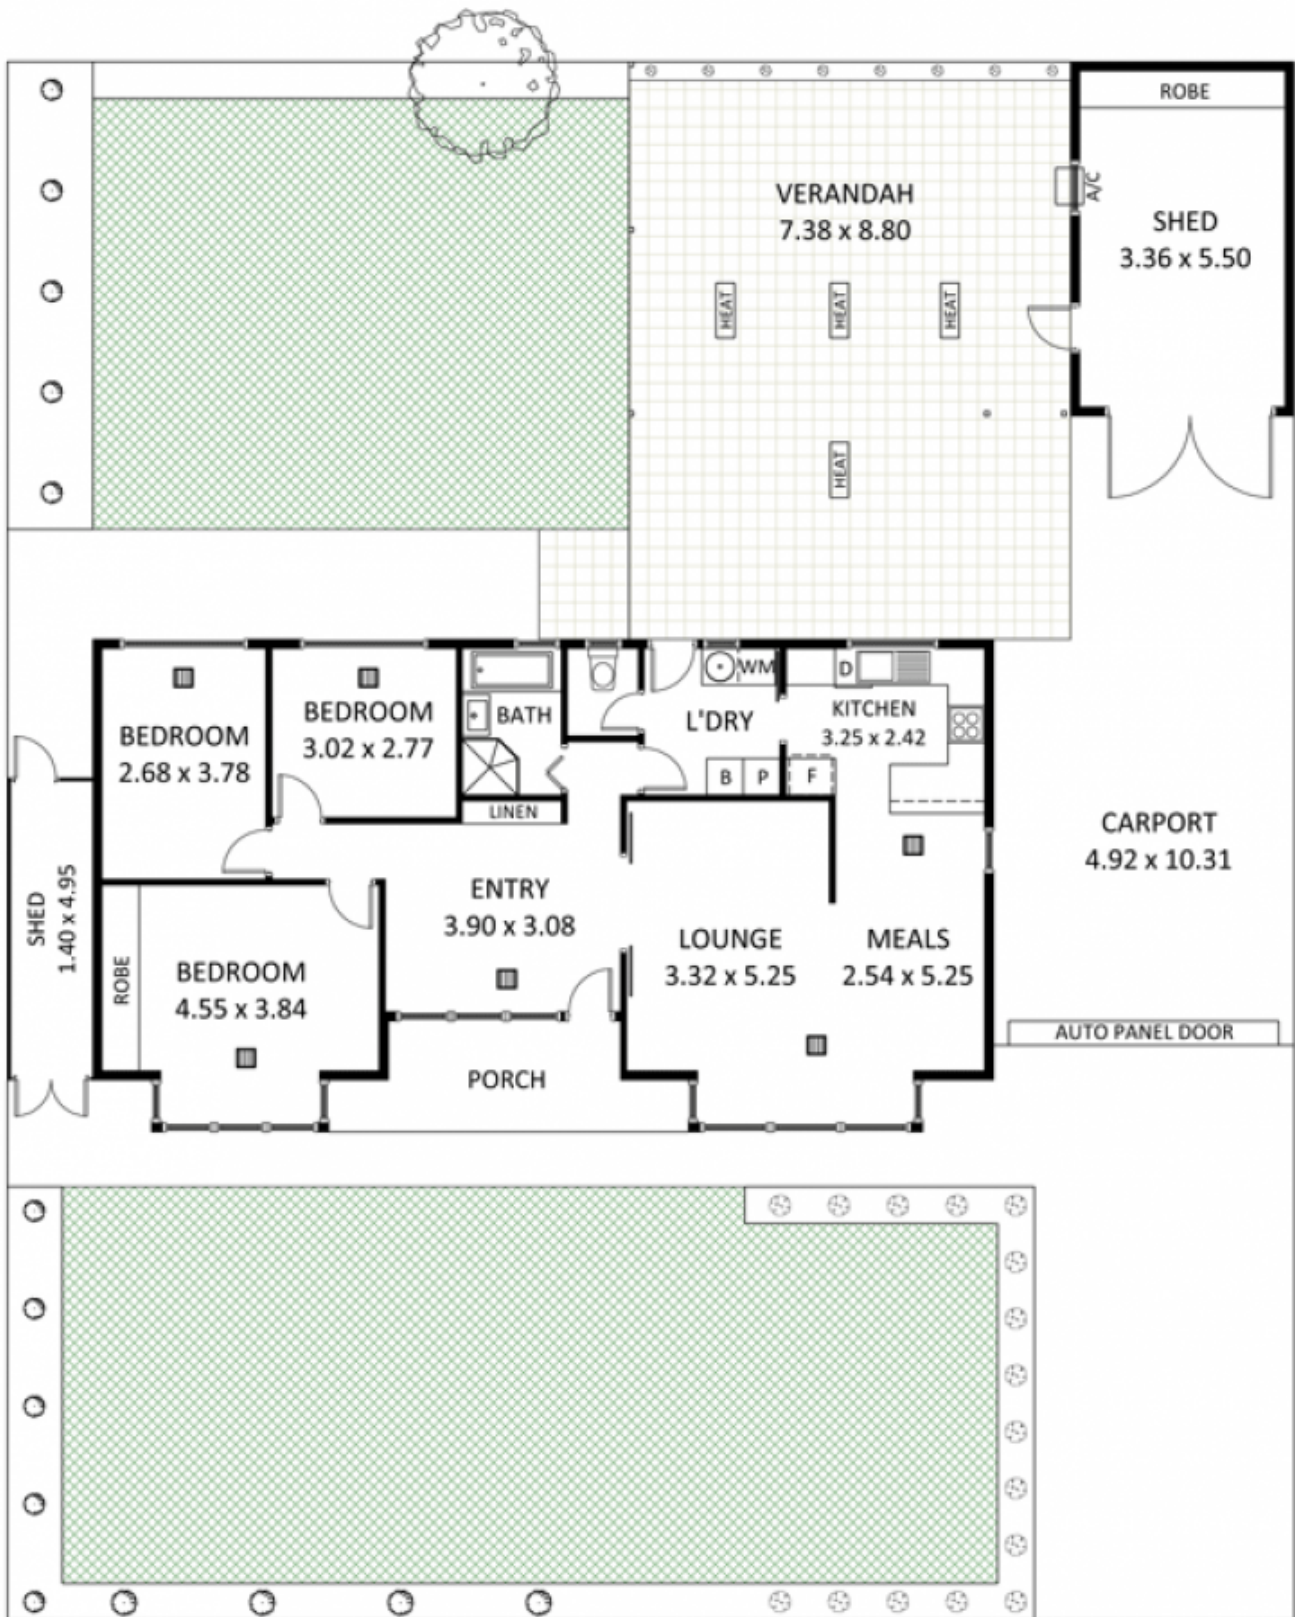 ROBE
A/C
VERANDAH
7.38 x 8.80
SHED
3.36 x 5.50
HEAT
HEAT
HEAT
HEAT
BEDROOM
2.68 x 3.78
BEDROOM
3.02 x 2.77
BATH
LINEN
WM
L'DRY
B
P
D
KITCHEN
3.25 x 2.42
F
CARPORT
4.92 x 10.31
SHED
1.40 x 4.95
ROBE
BEDROOM
4.55 x 3.84
ENTRY
3.90 x 3.08
LOUNGE
3.32 x 5.25
MEALS
2.54 x 5.25
AUTO PANEL DOOR
PORCH